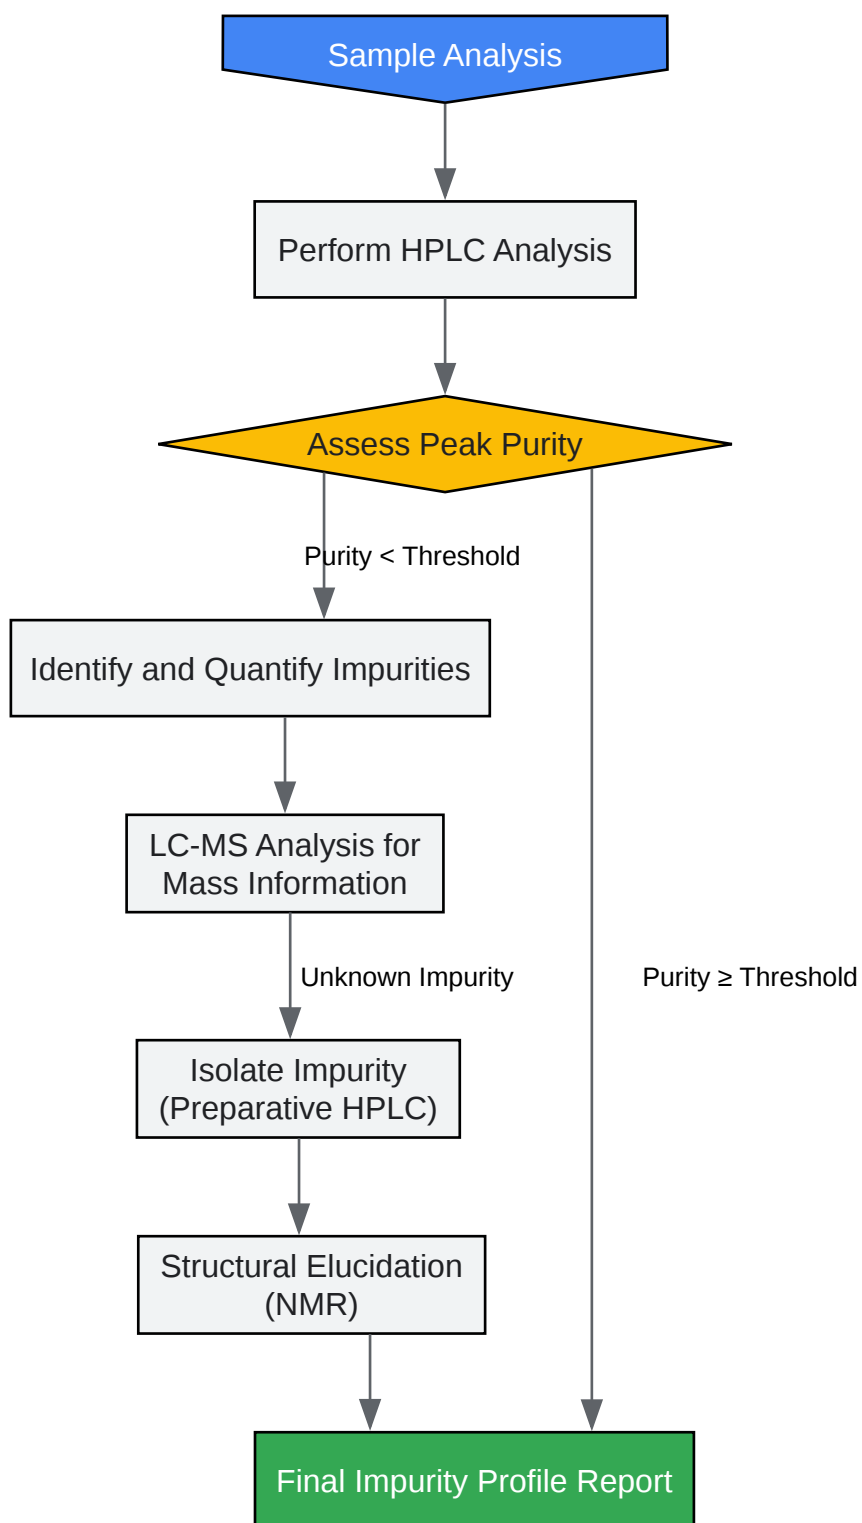 Sample Analysis
Perform HPLC Analysis
Assess Peak Purity
Purity < Threshold
Identify and Quantify Impurities
LC-MS Analysis for
Mass Information
Unknown Impurity
Purity ≥ Threshold
Isolate Impurity
(Preparative HPLC)
Structural Elucidation
(NMR)
Final Impurity Profile Report